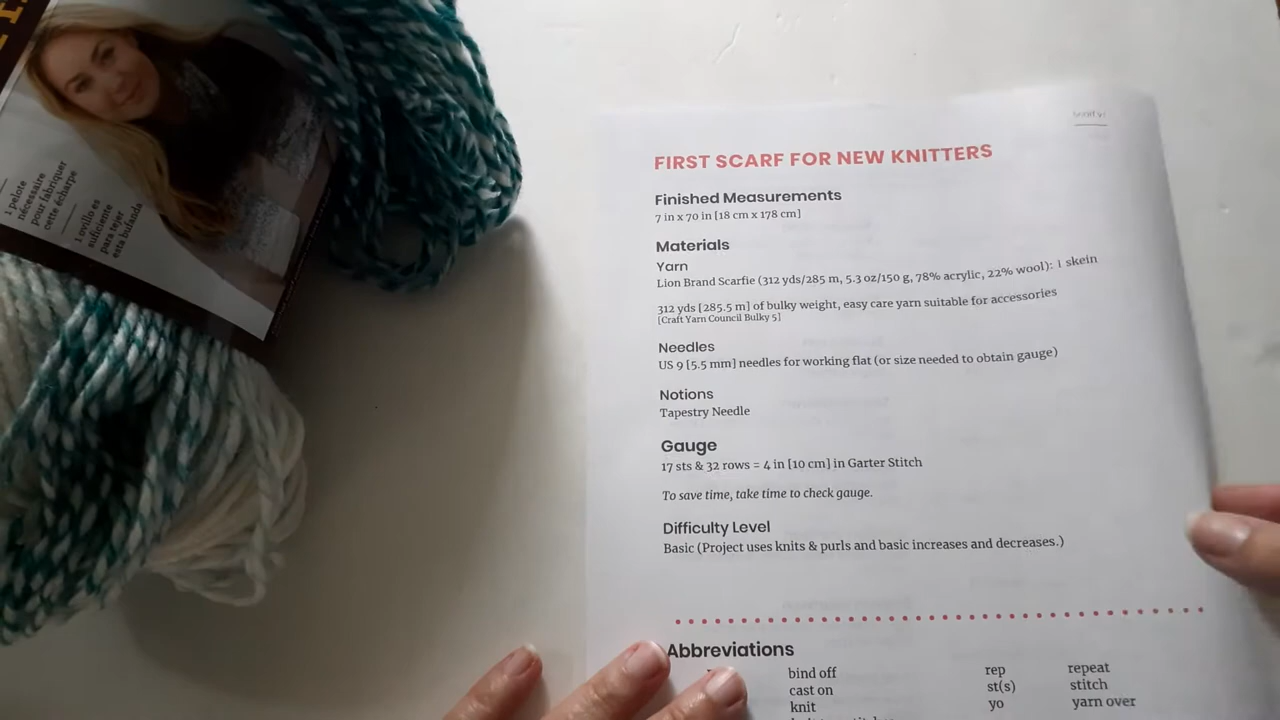 1 pelote
nécessaire
pour fabriquer
cette écharpe
1 ovillo es
suficiente
para tejer
esta bufanda
FIRST SCARF FOR NEW KNITTERS
Finished Measurements
7 in x 70 in [18 cm x 178 cm]
Materials
Yarn
Lion Brand Scarfie (312 yds/285 m, 5.3 oz/150 g, 78% acrylic, 22% wool): 1 skein
312 yds [285.5 m] of bulky weight, easy care yarn suitable for accessories
[Craft Yarn Council Bulky 5]
Needles
US 9 [5.5 mm] needles for working flat (or size needed to obtain gauge)
Notions
Tapestry Needle
Gauge
17 sts & 32 rows = 4 in [10 cm] in Garter Stitch
To save time, take time to check gauge.
Difficulty Level
Basic (Project uses knits & purls and basic increases and decreases.)
Abbreviations
bind off rep repeat
cast on st(s) stitch
knit yo yarn over